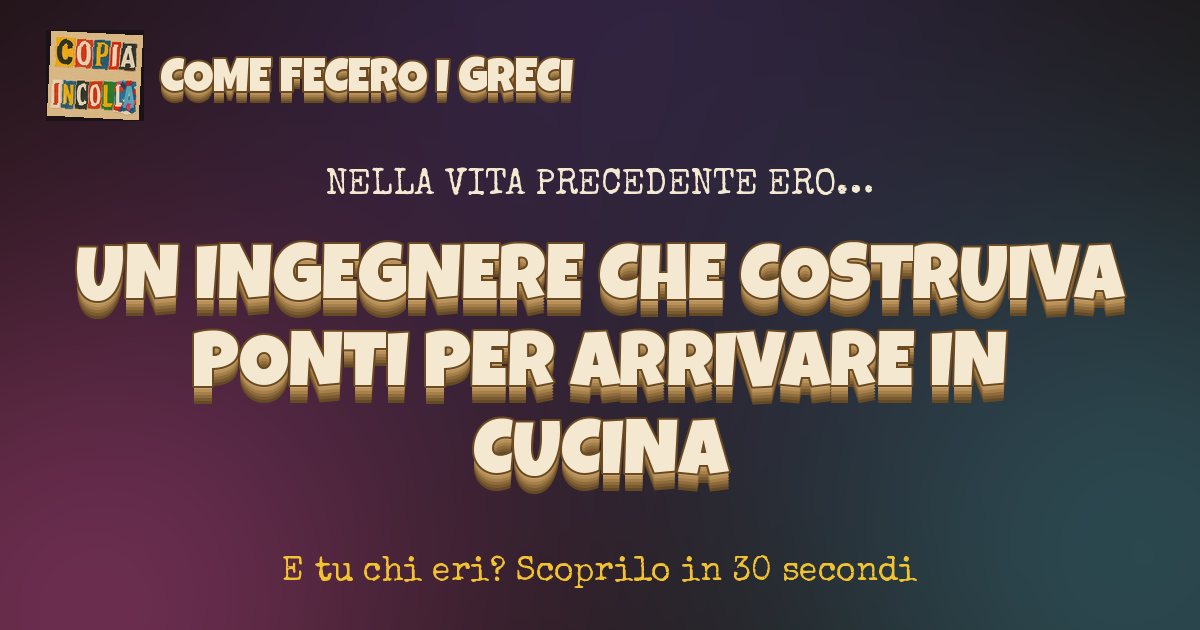 COPIA
INCOLLA
COME FECERO I GRECI
NELLA VITA PRECEDENTE ERO...
UN INGEGNERE CHE COSTRUIVA
PONTI PER ARRIVARE IN
CUCINA
E tu chi eri? Scoprilo in 30 secondi